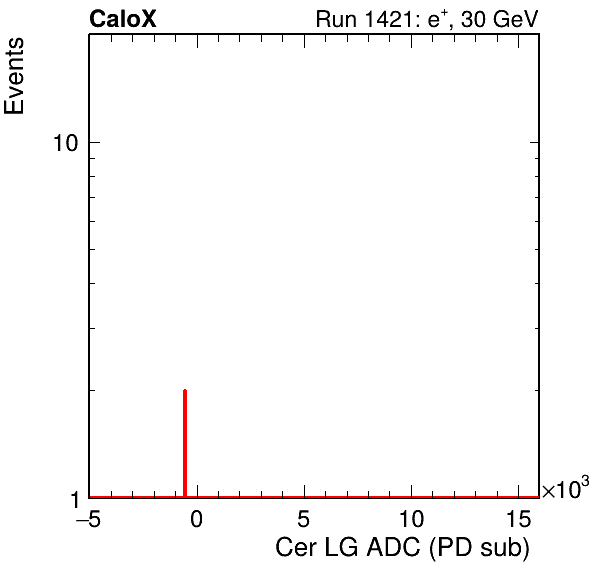 CaloX Run 1421: e⁺, 30 GeV
Events
10
1
−5 0 5 10 15 ×10³
Cer LG ADC (PD sub)